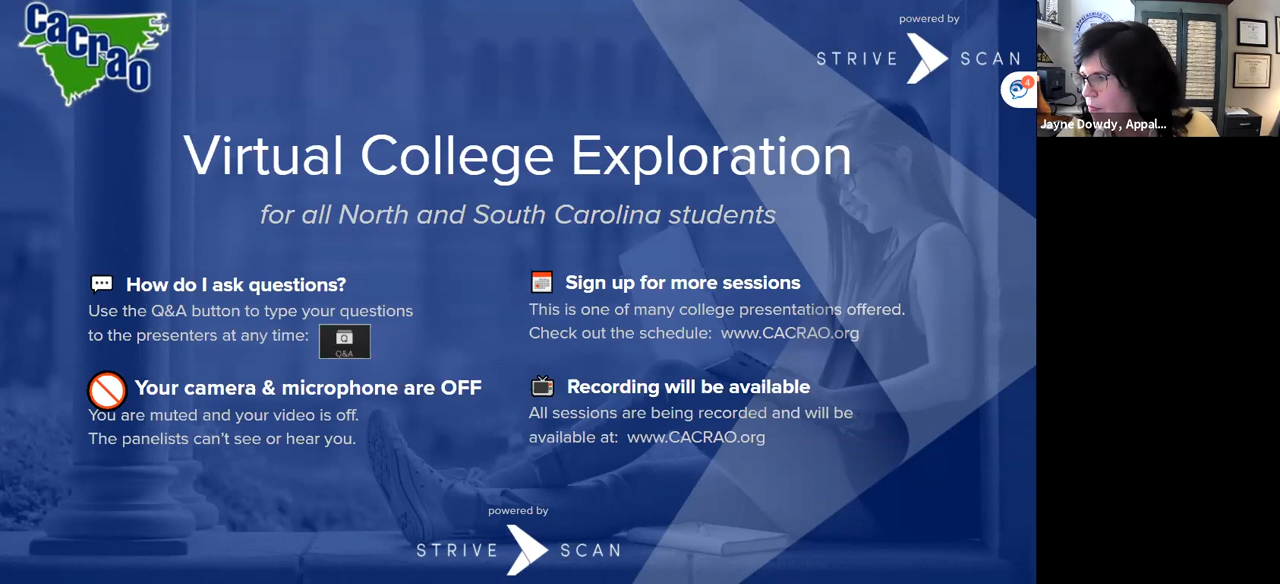 cacrao
powered by
STRIVE SCAN
4
Jayne Dowdy, Appal...
Virtual College Exploration
for all North and South Carolina students
How do I ask questions?
Use the Q&A button to type your questions
to the presenters at any time:
Q
Q&A
Your camera & microphone are OFF
You are muted and your video is off.
The panelists can't see or hear you.
Sign up for more sessions
This is one of many college presentations offered.
Check out the schedule: www.CACRAO.org
Recording will be available
All sessions are being recorded and will be
available at: www.CACRAO.org
powered by
STRIVE SCAN